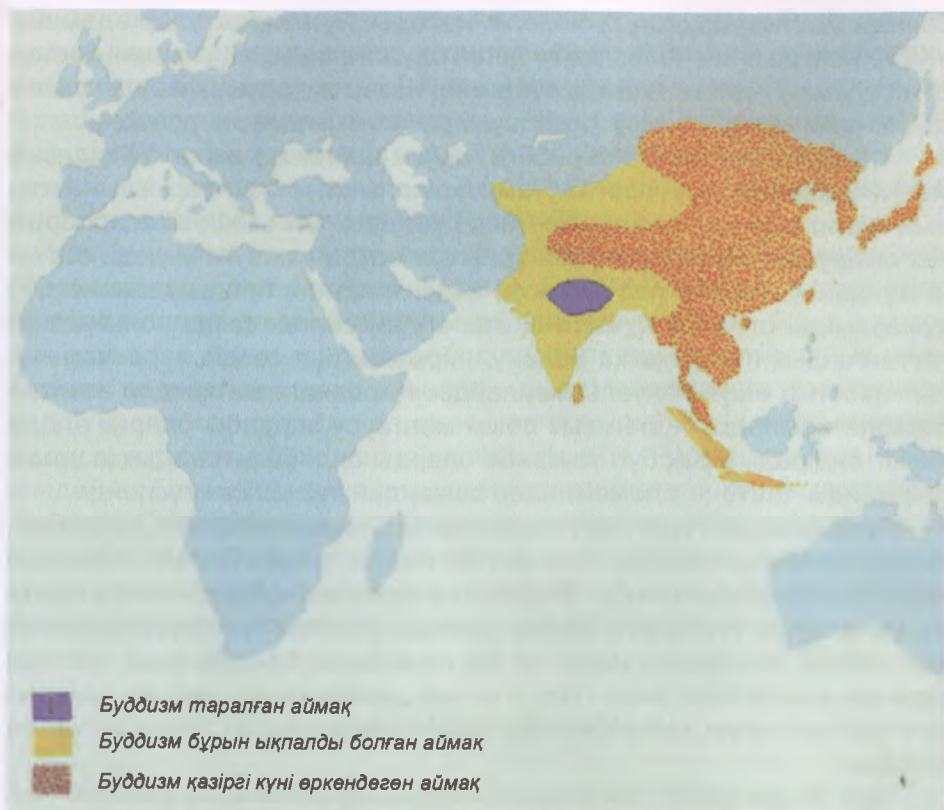 Буддизм таралған аймақ
Буддизм бұрын ықпалды болған аймақ
Буддизм қазіргі күні өркендеген аймақ